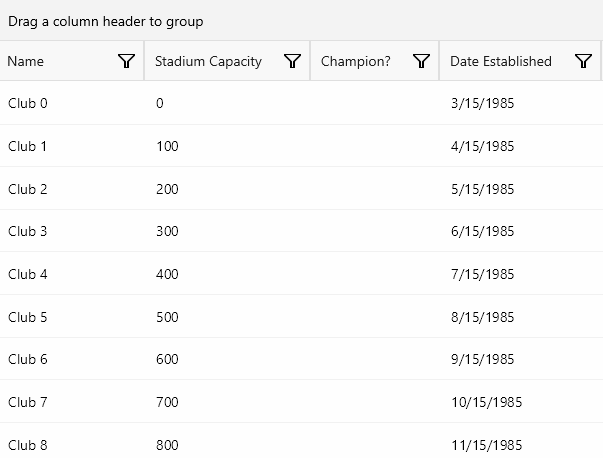 Drag a column header to group
Name Stadium Capacity Champion? Date Established
Club 0 0 3/15/1985
Club 1 100 4/15/1985
Club 2 200 5/15/1985
Club 3 300 6/15/1985
Club 4 400 7/15/1985
Club 5 500 8/15/1985
Club 6 600 9/15/1985
Club 7 700 10/15/1985
Club 8 800 11/15/1985